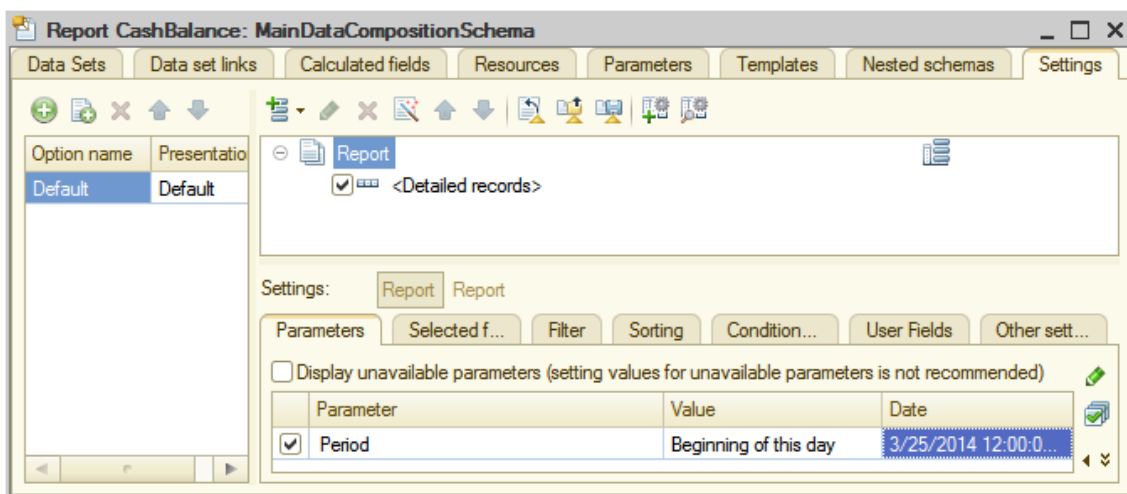 Report CashBalance: MainDataCompositionSchema
Data Sets Data set links Calculated fields Resources Parameters Templates Nested schemas Settings
Option name Presentatio
Default Default
Report
<Detailed records>
Settings: Report Report
Parameters Selected f... Filter Sorting Condition... User Fields Other sett...
Display unavailable parameters (setting values for unavailable parameters is not recommended)
Parameter Value Date
Period Beginning of this day 3/25/2014 12:00:0...